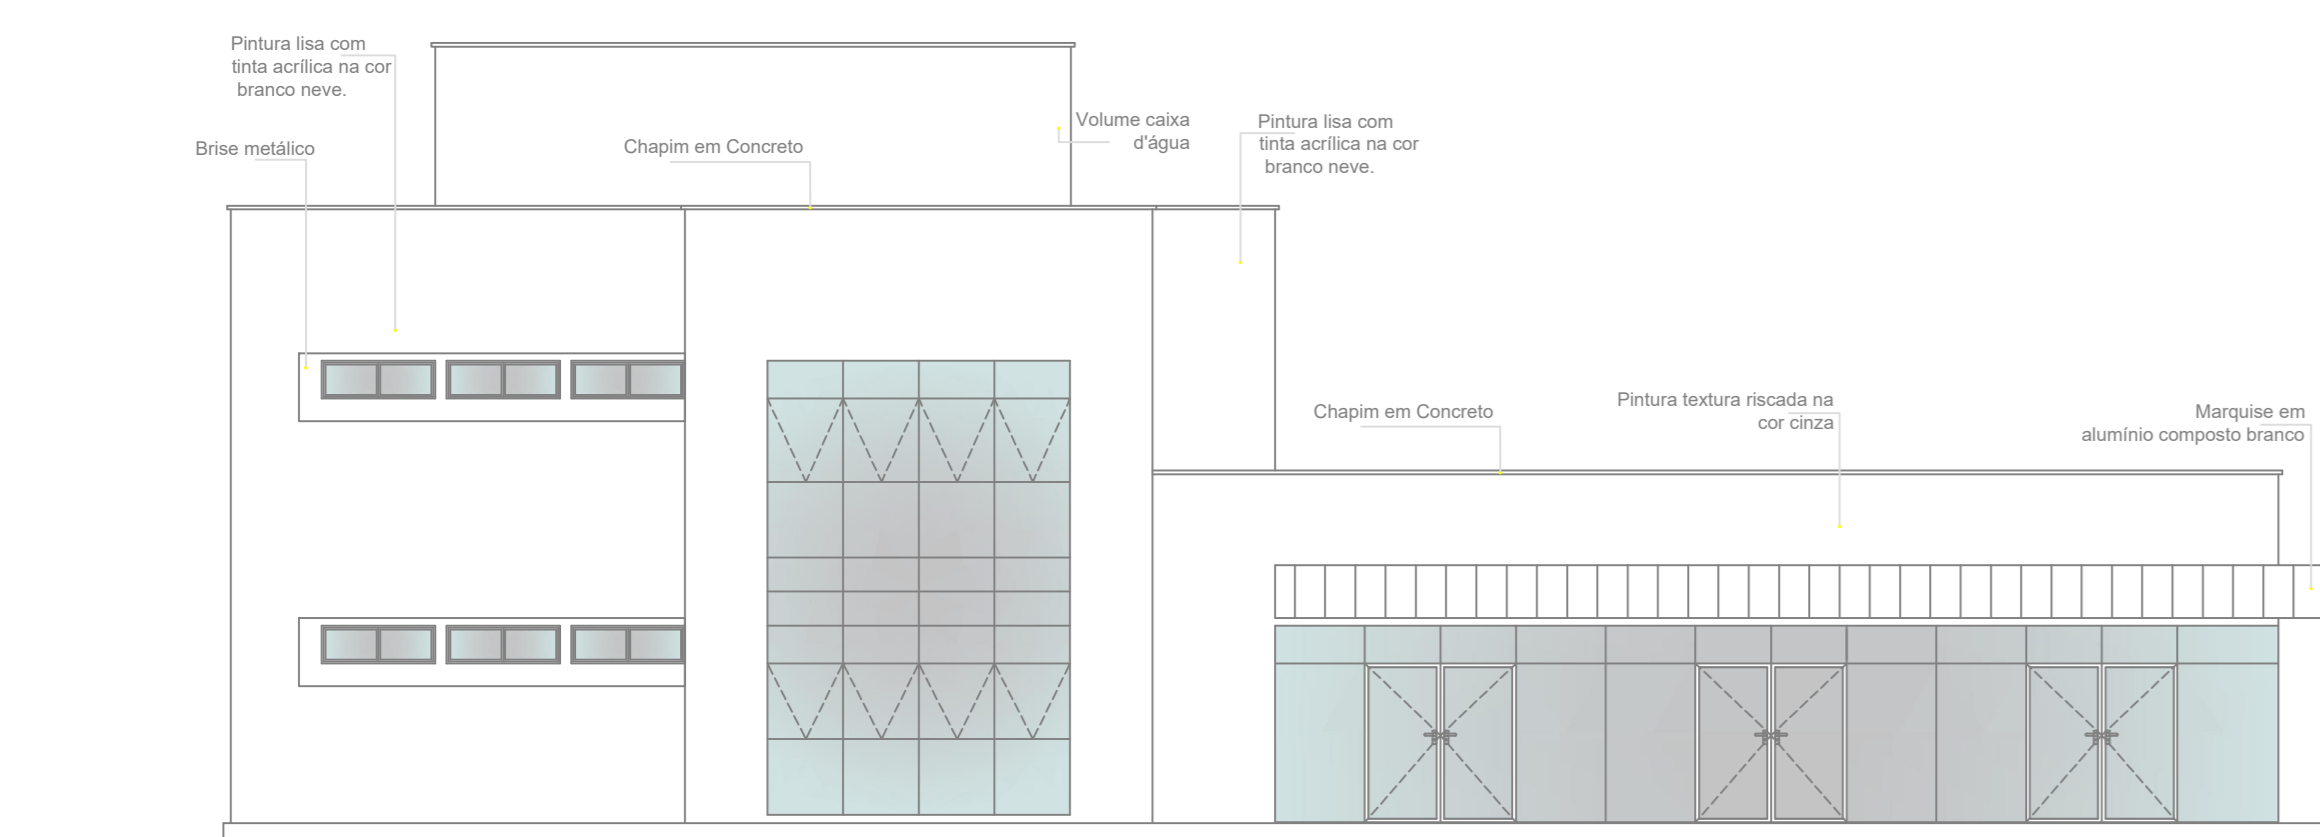 Pintura lisa com
tinta acrílica na cor
branco neve.
Brise metálico
Chapim em Concreto
Volume caixa
d'água
Pintura lisa com
tinta acrílica na cor
branco neve.
Chapim em Concreto
Pintura textura riscada na
cor cinza
Marquise em
alumínio composto branco